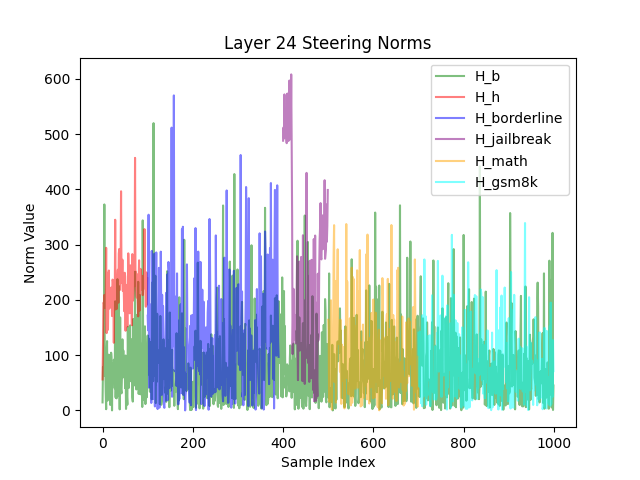 Layer 24 Steering Norms
Norm Value
600
500
400
300
200
100
0
H_b
H_h
H_borderline
H_jailbreak
H_math
H_gsm8k
0 200 400 600 800 1000
Sample Index